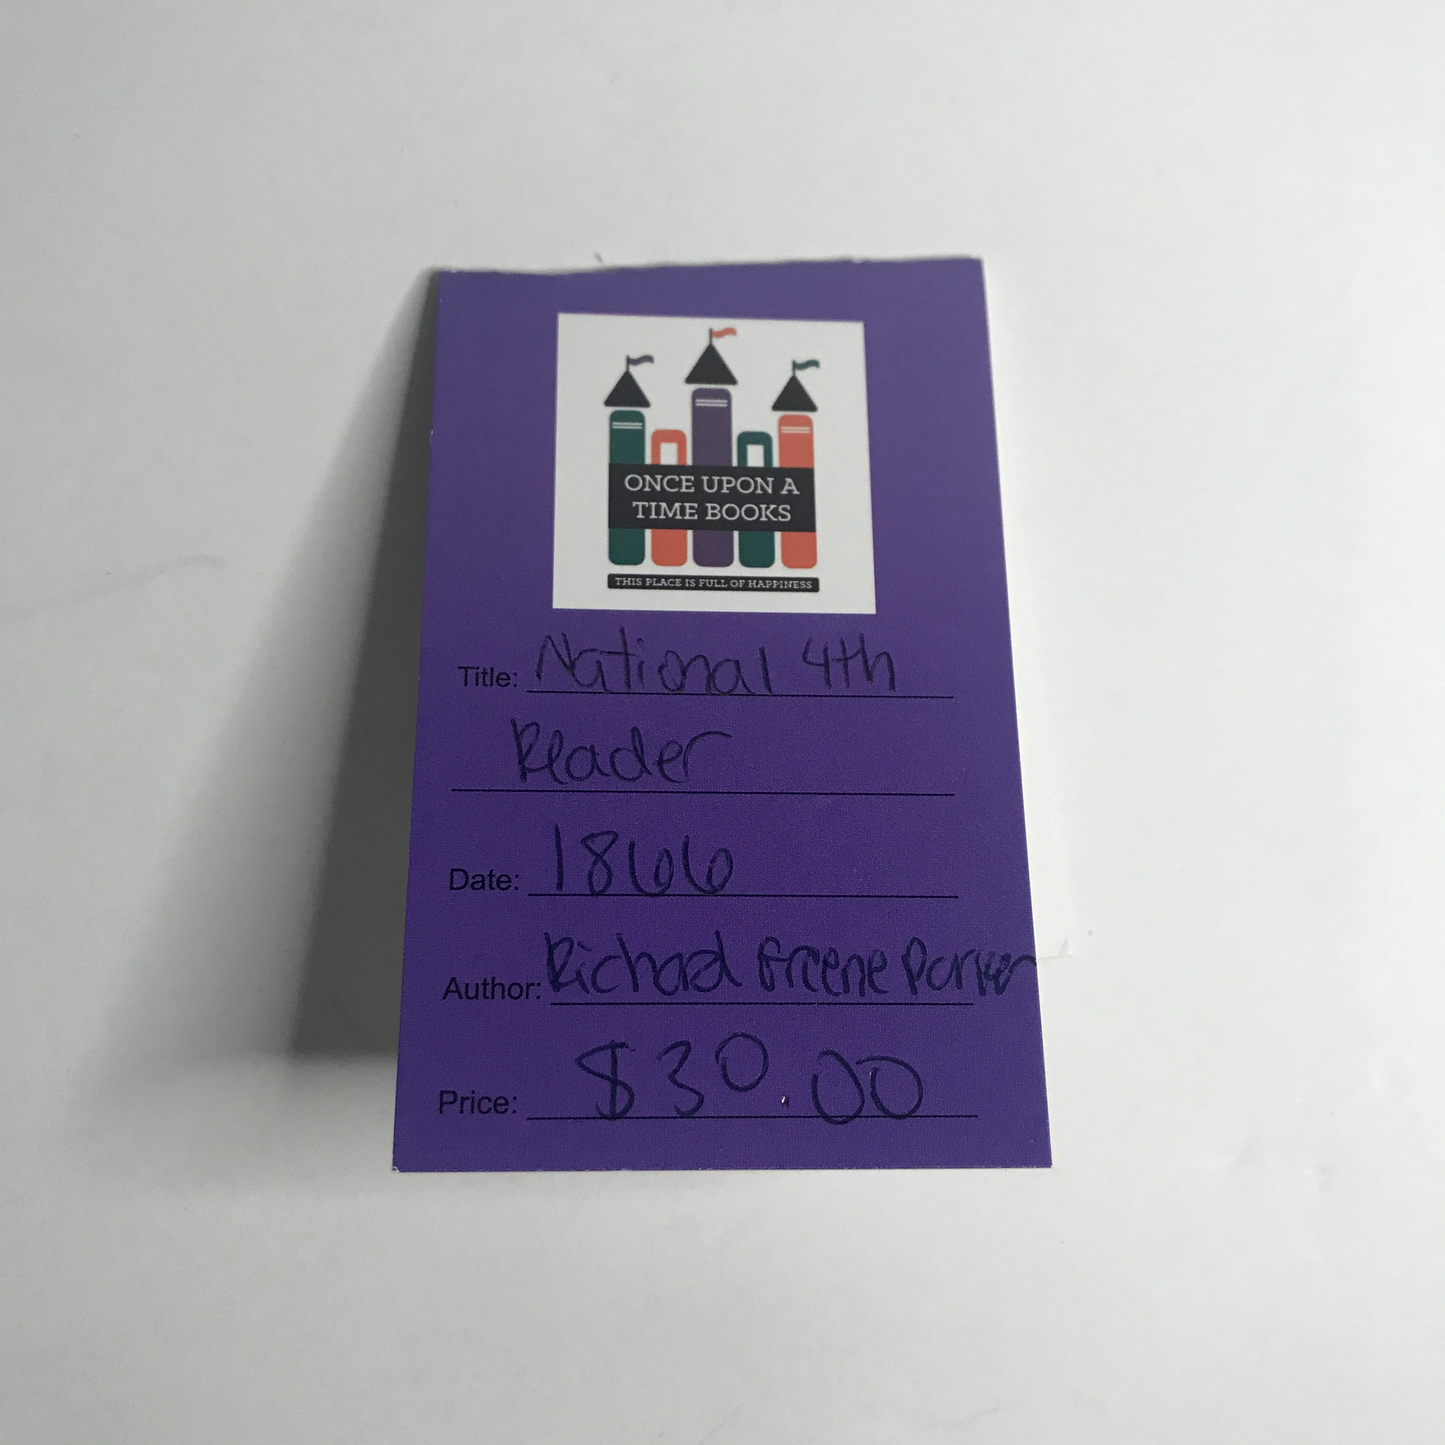 ONCE UPON A
TIME BOOKS
THIS PLACE IS FULL OF HAPPINESS
Title: National 4th
Reader
Date: 1866
Author: Richard Greene Parker
Price: $30.00